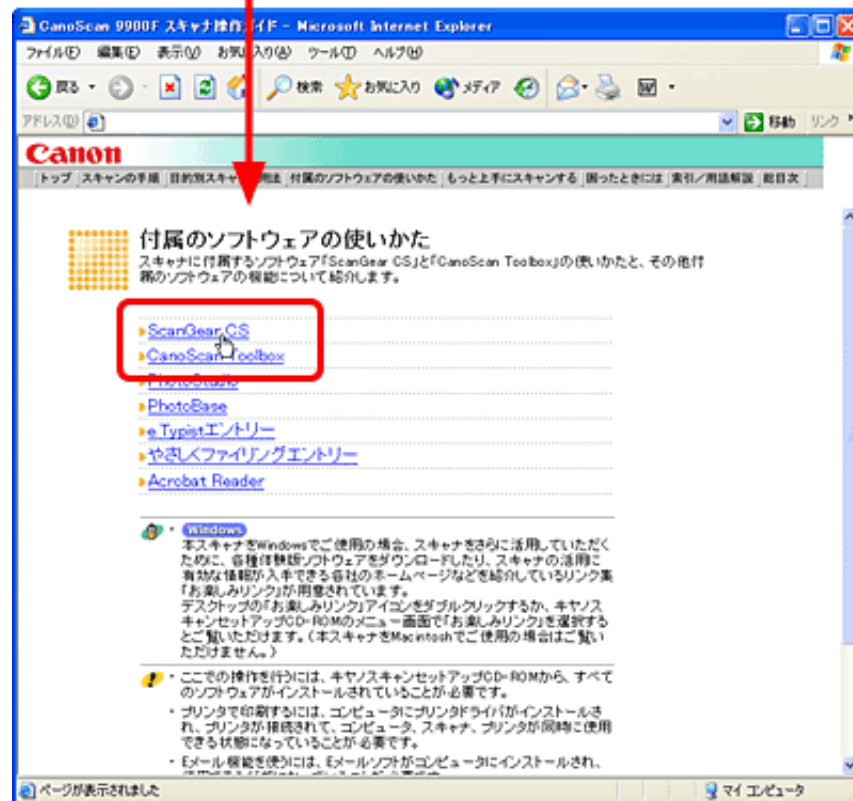 CanoScan 9900F スキャナ操作ガイド - Microsoft Internet Explorer
ファイル(F) 編集(E) 表示(V) お気に入り(A) ツール(T) ヘルプ(H)
戻る 検索 お気に入り メディア
アドレス(D) 移動 リンク
Canon
トップ スキャンの手順 目的別スキャ 用法 付属のソフトウェアの使いかた もっと上手にスキャンする 困ったときには 索引/用語解説 総目次
付属のソフトウェアの使いかた
スキャナに付属するソフトウェア「ScanGear CS」と「CanoScan Toolbox」の使いかたと、その他付
属のソフトウェアの機能について紹介します。
ScanGear CS
CanoScan Toolbox
PhotoStudio
PhotoBase
e.Typistエントリー
やさしくファイリングエントリー
Acrobat Reader
・ Windows
本スキャナをWindowsでご使用の場合、スキャナをさらに活用していただく
ために、各種体験版ソフトウェアをダウンロードしたり、スキャナの活用に
有効な情報が入手できる各社のホームページなどを紹介しているリンク集
「お楽しみリンク」が用意されています。
デスクトップの「お楽しみリンク」アイコンをダブルクリックするか、キヤノス
キャンセットアップCD-ROMのメニュー画面で「お楽しみリンク」を選択する
とご覧いただけます。(本スキャナをMacintoshでご使用の場合はご覧い
ただけません。)
・ ここでの操作を行うには、キヤノスキャンセットアップCD-ROMから、すべて
のソフトウェアがインストールされていることが必要です。
・ プリンタで印刷するには、コンピュータにプリンタドライバがインストールさ
れ、プリンタが接続されて、コンピュータ、スキャナ、プリンタが同時に使用
できる状態になっていることが必要です。
・ Eメール機能を使うには、Eメールソフトがコンピュータにインストールされ、
ページが表示されました マイ コンピュータ